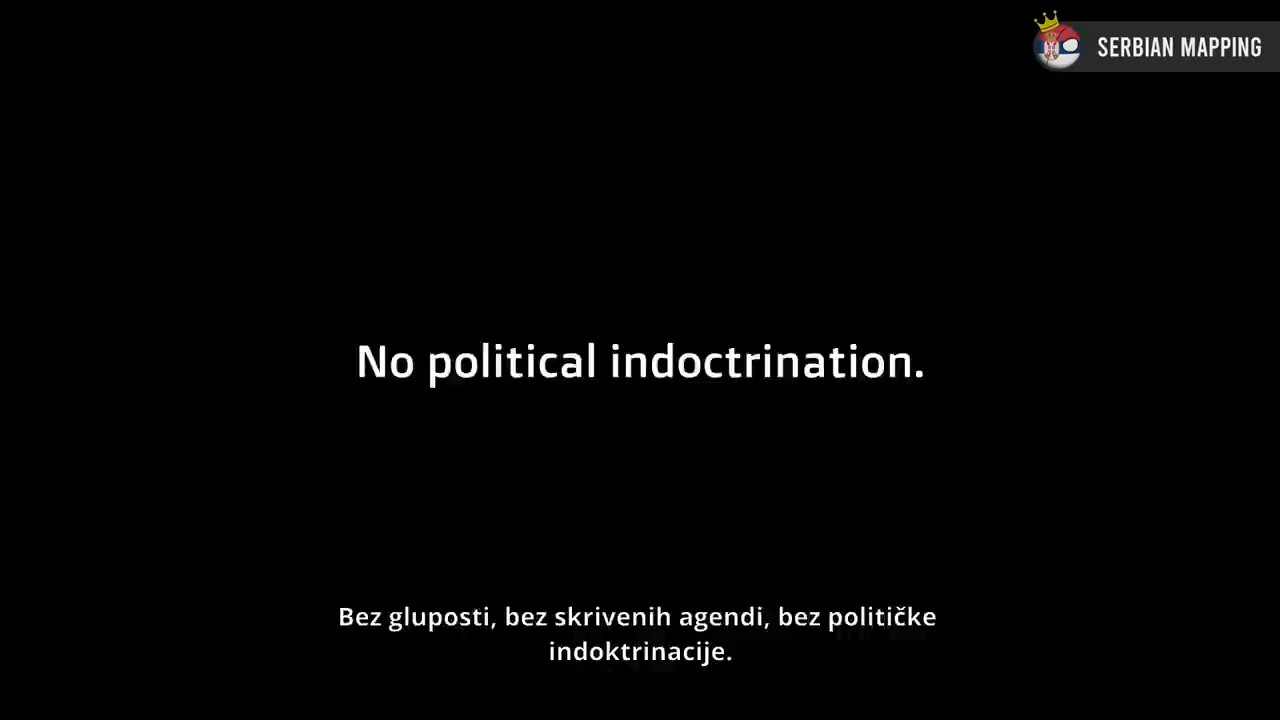 SERBIAN MAPPING
No political indoctrination.
Bez gluposti, bez skrivenih agendi, bez političke
indoktrinacije.